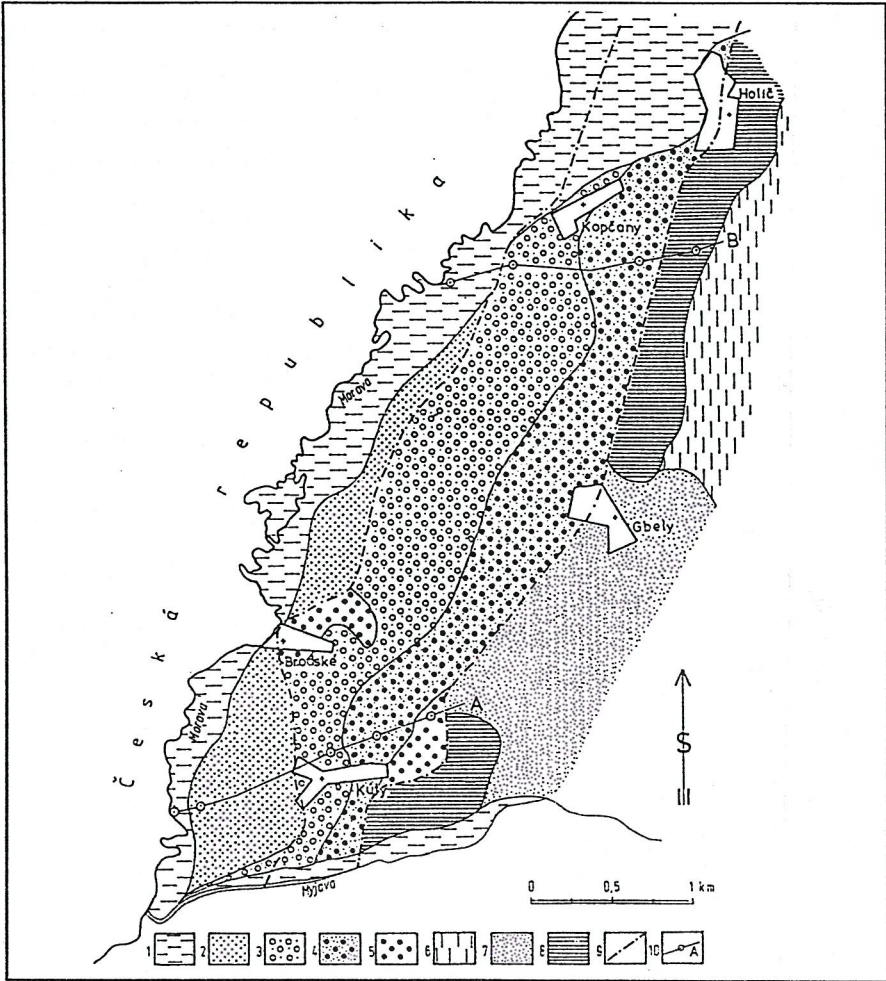 Holíč
Kopčany
B
Česká republika
Morava
Gbely
Brodské
Morava
A
S
Kúty
Myjava
0 0,5 1 km
1 2 3 4 5 6 7 8 9 10 A